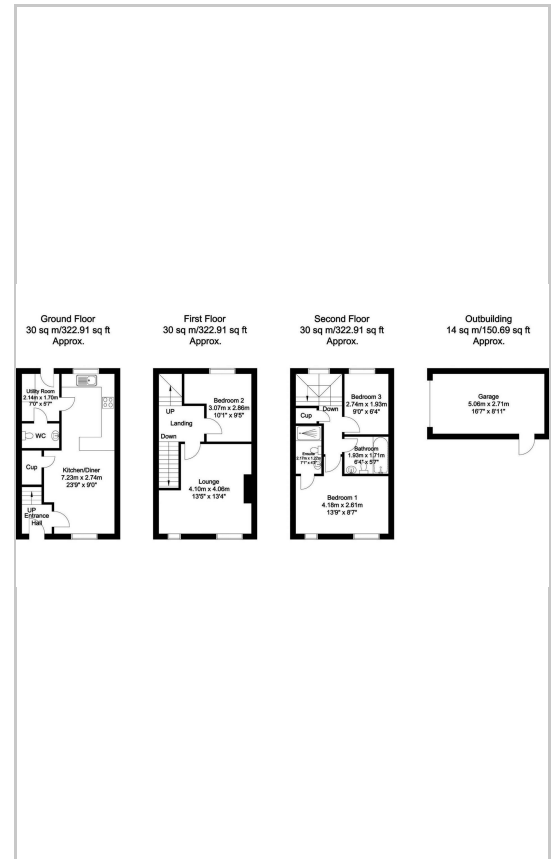 Ground Floor
30 sq m/322.91 sq ft
Approx.
Utility Room
2.14m x 1.70m
7'0" x 5'7"
WC
Cup
Kitchen/Diner
7.23m x 2.74m
23'9" x 9'0"
UP
Entrance
Hall
First Floor
30 sq m/322.91 sq ft
Approx.
Bedroom 2
3.07m x 2.86m
10'1" x 9'5"
UP
Landing
Down
Lounge
4.10m x 4.06m
13'5" x 13'4"
Second Floor
30 sq m/322.91 sq ft
Approx.
Bedroom 3
2.74m x 1.93m
9'0" x 6'4"
Down
Cup
Ensuite
Bathroom
1.93m x 1.71m
6'4" x 5'7"
Bedroom 1
4.18m x 2.61m
13'9" x 8'7"
Outbuilding
14 sq m/150.69 sq ft
Approx.
Garage
5.06m x 2.71m
16'7" x 8'11"